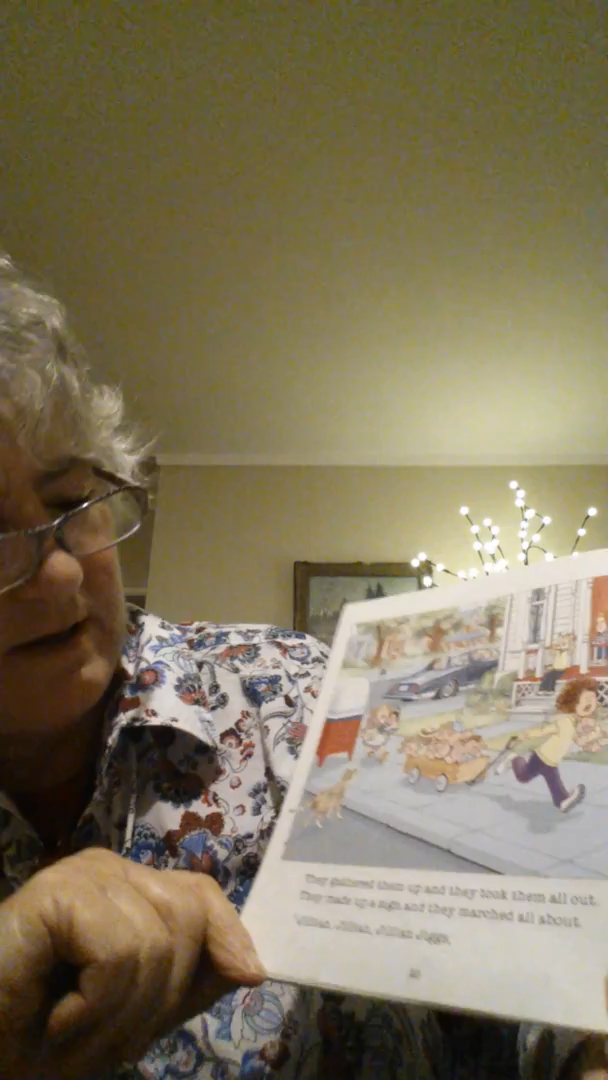 They gathered them up and they took them all out.
They made up a sign and they marched all about.
"Jillian, Jillian, Jillian Jiggs,